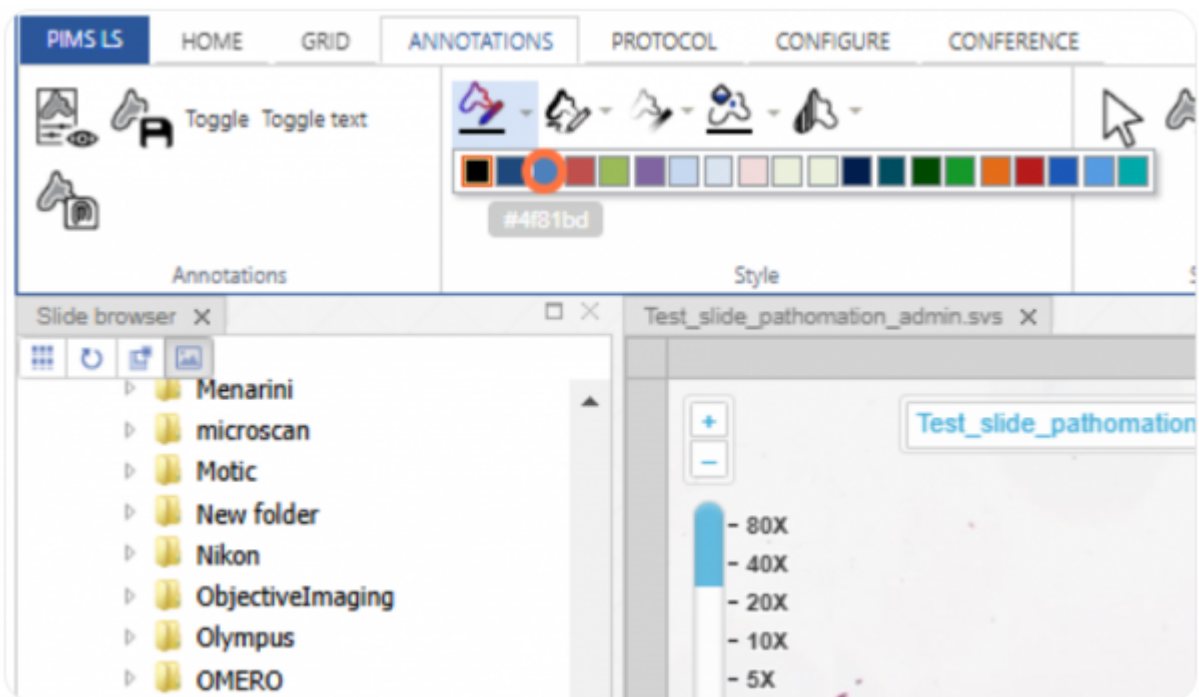 PIMS LS HOME GRID ANNOTATIONS PROTOCOL CONFIGURE CONFERENCE
Toggle Toggle text
#4f81bd
Annotations Style
Slide browser
Test_slide_pathomation_admin.svs
Menarini
microscan
Motic
New folder
Nikon
ObjectiveImaging
Olympus
OMERO
+
Test_slide_pathomation
–
- 80X
- 40X
- 20X
- 10X
- 5X